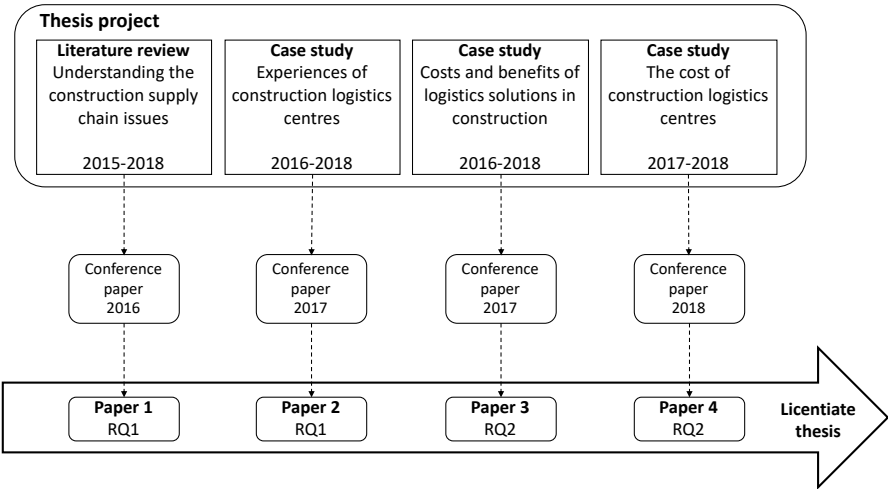 Thesis project
Literature review
Understanding the
construction supply
chain issues
2015-2018
Case study
Experiences of
construction logistics
centres
2016-2018
Case study
Costs and benefits of
logistics solutions in
construction
2016-2018
Case study
The cost of
construction logistics
centres
2017-2018
Conference
paper
2016
Conference
paper
2017
Conference
paper
2017
Conference
paper
2018
Paper 1
RQ1
Paper 2
RQ1
Paper 3
RQ2
Paper 4
RQ2
Licentiate
thesis